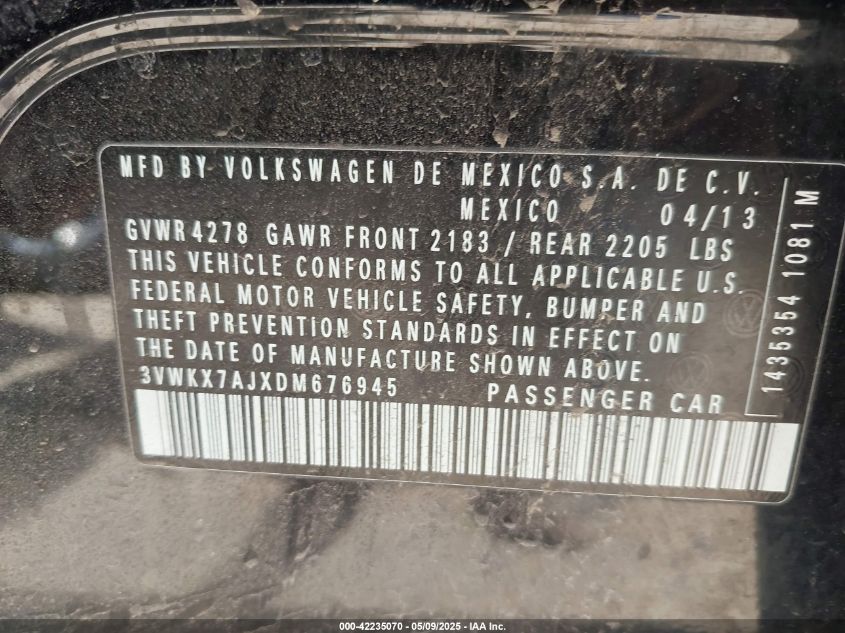 MFD BY VOLKSWAGEN DE MEXICO S.A. DE C.V.
MEXICO 04/13
GVWR 4278 GAWR FRONT 2183 / REAR 2205 LBS
THIS VEHICLE CONFORMS TO ALL APPLICABLE U.S.
FEDERAL MOTOR VEHICLE SAFETY, BUMPER AND
THEFT PREVENTION STANDARDS IN EFFECT ON
THE DATE OF MANUFACTURE SHOWN ABOVE.
3VWKX7AJXDM676945 PASSENGER CAR
1435354 1081 M
000-42235070 - 05/09/2025 - IAA Inc.